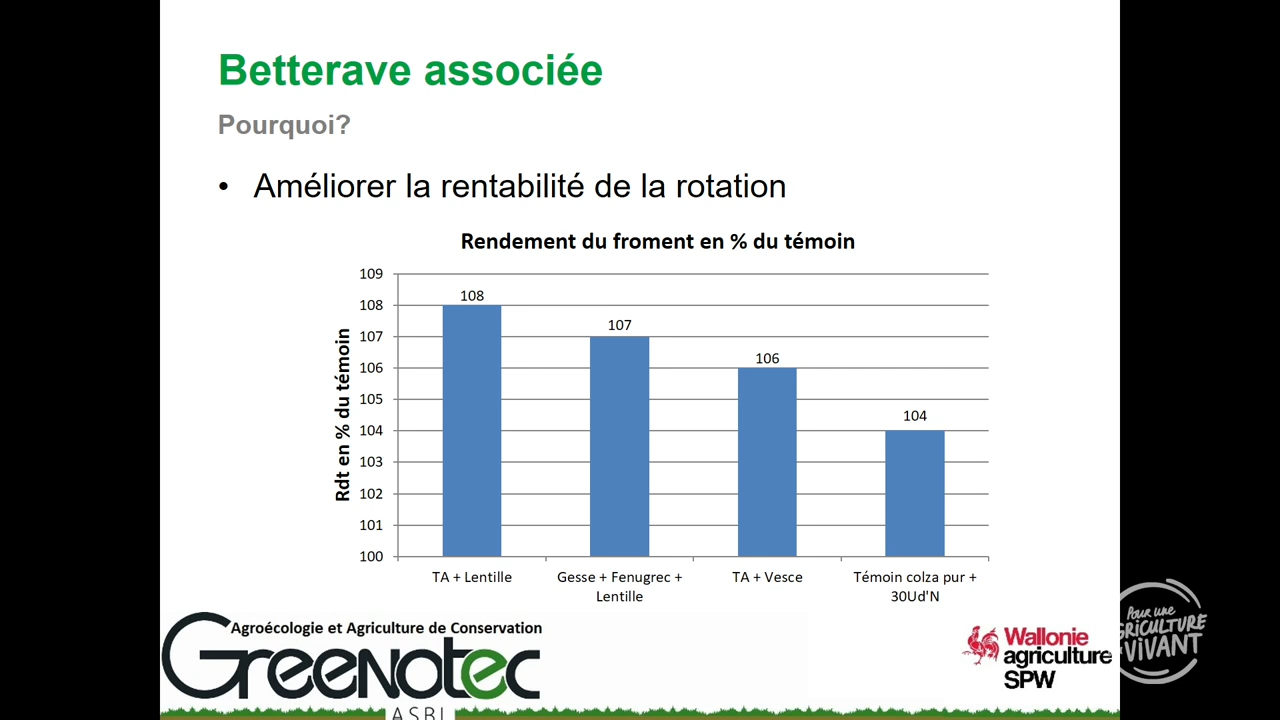 Betterave associée
Pourquoi?
• Améliorer la rentabilité de la rotation
Rendement du froment en % du témoin
Rdt en % du témoin
109
108
107
106
105
104
103
102
101
100
108
107
106
104
TA + Lentille
Gesse + Fenugrec +
Lentille
TA + Vesce
Témoin colza pur +
30Ud'N
Agroécologie et Agriculture de Conservation
Greenotec
ASBL
Wallonie
agriculture
SPW
Pour une
AGRICULTURE
VIVANT